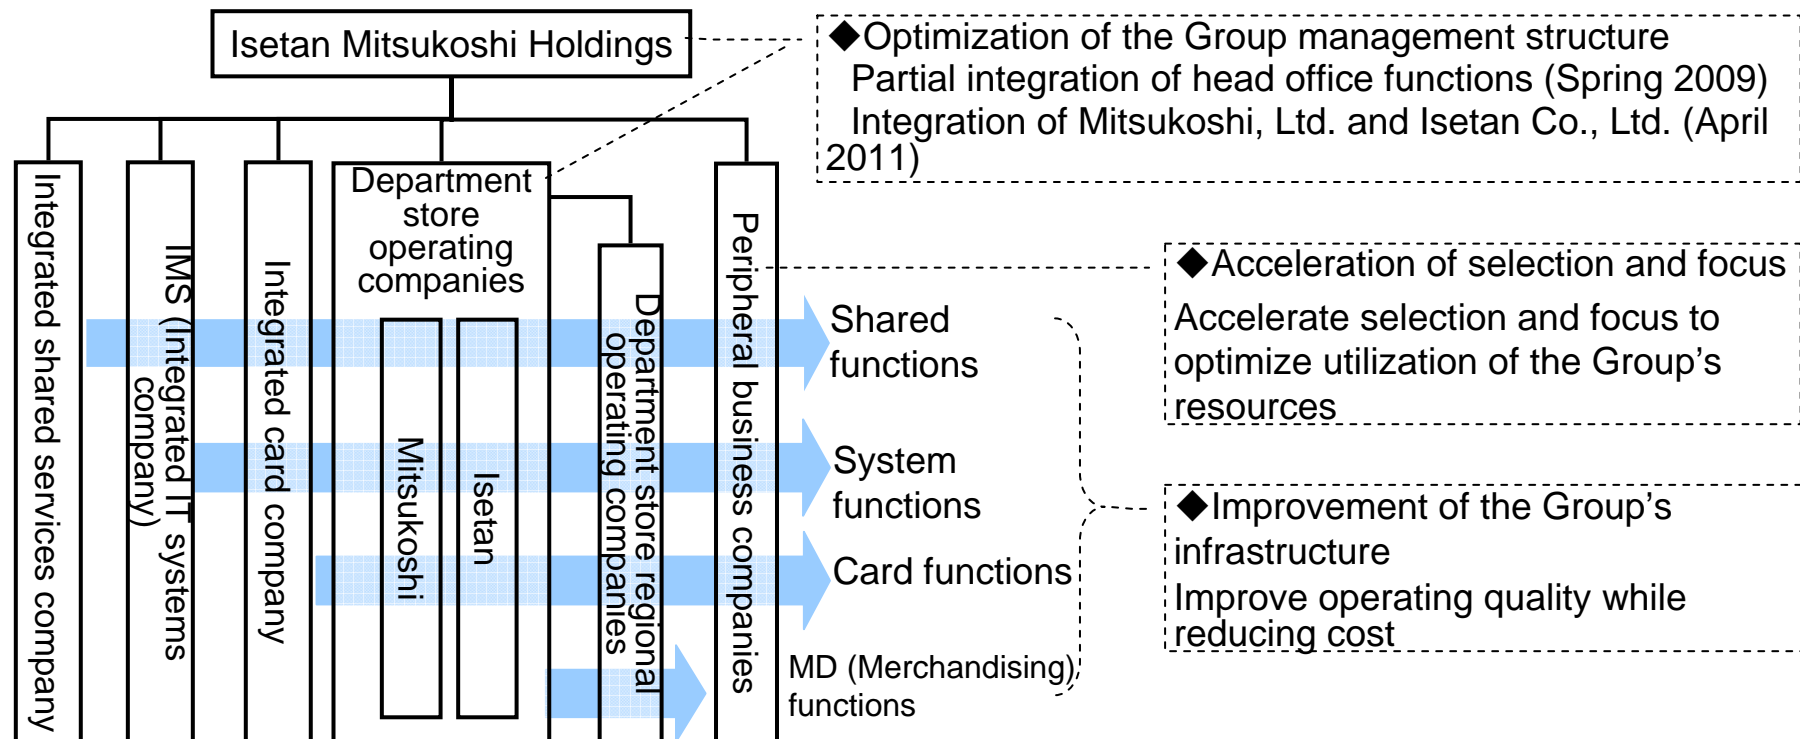 Isetan Mitsukoshi Holdings
◆Optimization of the Group management structure
Partial integration of head office functions (Spring 2009)
Integration of Mitsukoshi, Ltd. and Isetan Co., Ltd. (April
2011)
Integrated shared services company
IMS (Integrated IT systems
company)
Integrated card company
Department
store
operating
companies
Mitsukoshi
Isetan
Department store regional
operating companies
Peripheral business companies
Shared
functions
System
functions
Card functions
MD (Merchandising)
functions
◆Acceleration of selection and focus
Accelerate selection and focus to
optimize utilization of the Group’s
resources
◆Improvement of the Group’s
infrastructure
Improve operating quality while
reducing cost